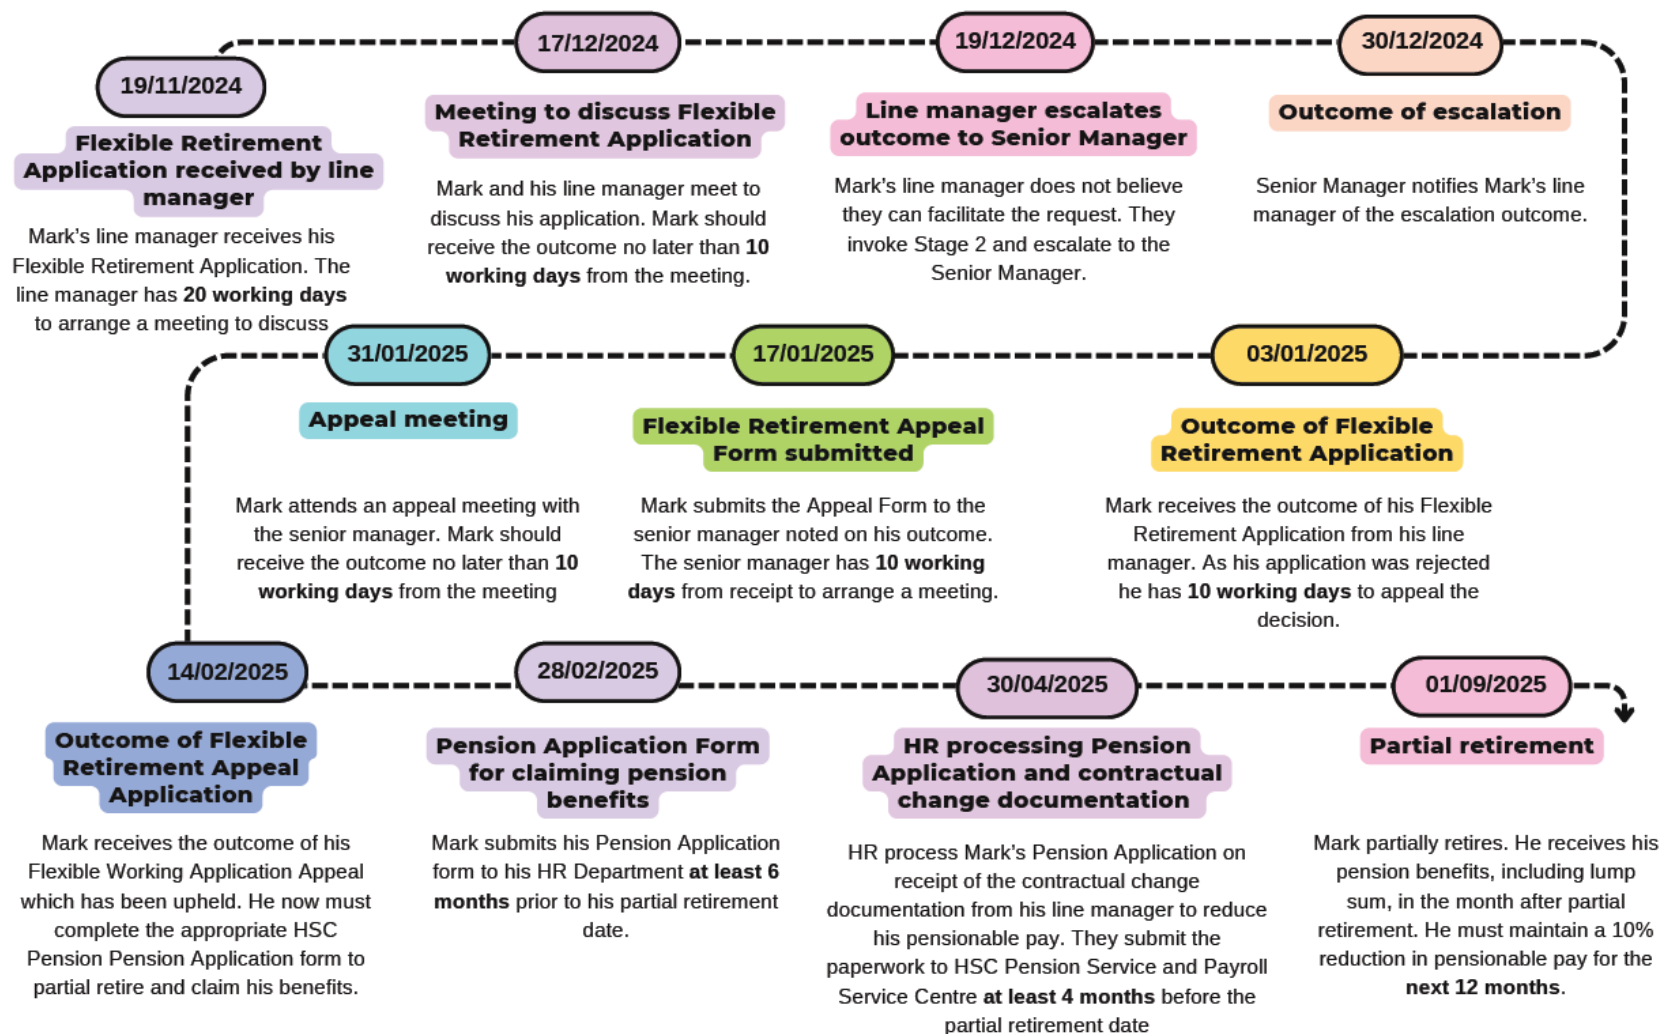 19/11/2024
Flexible Retirement
Application received by line
manager
Mark's line manager receives his
Flexible Retirement Application. The
line manager has 20 working days
to arrange a meeting to discuss
17/12/2024
Meeting to discuss Flexible
Retirement Application
Mark and his line manager meet to
discuss his application. Mark should
receive the outcome no later than 10
working days from the meeting.
19/12/2024
Line manager escalates
outcome to Senior Manager
Mark's line manager does not believe
they can facilitate the request. They
invoke Stage 2 and escalate to the
Senior Manager.
30/12/2024
Outcome of escalation
Senior Manager notifies Mark's line
manager of the escalation outcome.
03/01/2025
Outcome of Flexible
Retirement Application
Mark receives the outcome of his Flexible
Retirement Application from his line
manager. As his application was rejected
he has 10 working days to appeal the
decision.
17/01/2025
Flexible Retirement Appeal
Form submitted
Mark submits the Appeal Form to the
senior manager noted on his outcome.
The senior manager has 10 working
days from receipt to arrange a meeting.
31/01/2025
Appeal meeting
Mark attends an appeal meeting with
the senior manager. Mark should
receive the outcome no later than 10
working days from the meeting
14/02/2025
Outcome of Flexible
Retirement Appeal
Application
Mark receives the outcome of his
Flexible Working Application Appeal
which has been upheld. He now must
complete the appropriate HSC
Pension Pension Application form to
partial retire and claim his benefits.
28/02/2025
Pension Application Form
for claiming pension
benefits
Mark submits his Pension Application
form to his HR Department at least 6
months prior to his partial retirement
date.
30/04/2025
HR processing Pension
Application and contractual
change documentation
HR process Mark's Pension Application on
receipt of the contractual change
documentation from his line manager to reduce
his pensionable pay. They submit the
paperwork to HSC Pension Service and Payroll
Service Centre at least 4 months before the
partial retirement date
01/09/2025
Partial retirement
Mark partially retires. He receives his
pension benefits, including lump
sum, in the month after partial
retirement. He must maintain a 10%
reduction in pensionable pay for the
next 12 months.